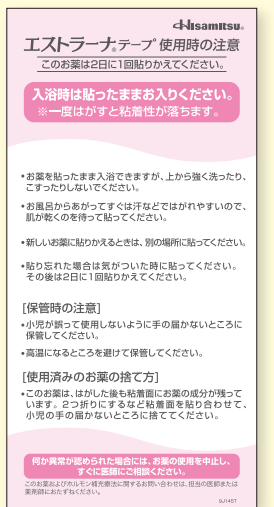 Hisamitsu®
エストラーナ®テープ 使用時の注意
このお薬は2日に1回貼りかえてください。
入浴時は貼ったままお入りください。
※一度はがすと粘着性が落ちます。
•お薬を貼ったまま入浴できますが、上から強く洗ったり、
こすったりしないでください。
•お風呂からあがってすぐは汗などではがれやすいので、
肌が乾くのを待って貼ってください。
•新しいお薬に貼りかえるときは、別の場所に貼ってください。
•貼り忘れた場合は気がついた時に貼ってください。
その後は2日に1回貼りかえてください。
[保管時の注意]
•小児が誤って使用しないように手の届かないところに
保管してください。
•高温になるところを避けて保管してください。
[使用済みのお薬の捨て方]
•このお薬は、はがした後も粘着面にお薬の成分が残って
います。2つ折りにするなど粘着面を貼り合わせて、
小児の手の届かないところに捨ててください。
何か異常が認められた場合には、お薬の使用を中止し、
すぐに医師にご相談ください。
このお薬およびホルモン補充療法に関するお問い合わせは、担当の医師または
薬剤師におたずねください。
9J145T